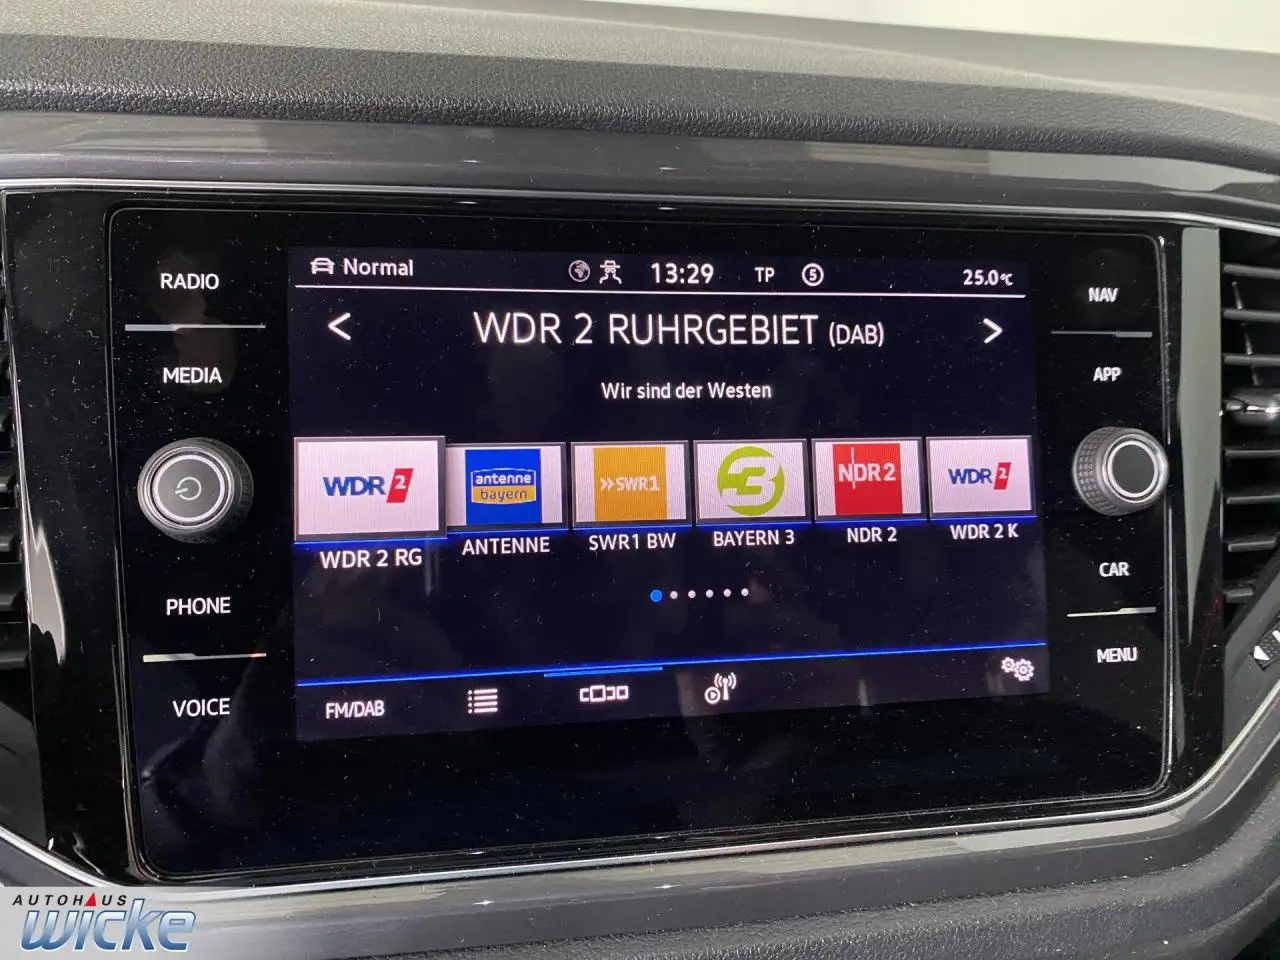 RADIO
MEDIA
PHONE
VOICE
Normal
13:29
TP
5
25.0°C
< WDR 2 RUHRGEBIET (DAB) >
Wir sind der Westen
WDR 2
antenne
bayern
»SWR1
3
NDR 2
WDR 2
WDR 2 RG
ANTENNE
SWR1 BW
BAYERN 3
NDR 2
WDR 2 K
FM/DAB
NAV
APP
CAR
MENU
AUTOHAUS
wicke